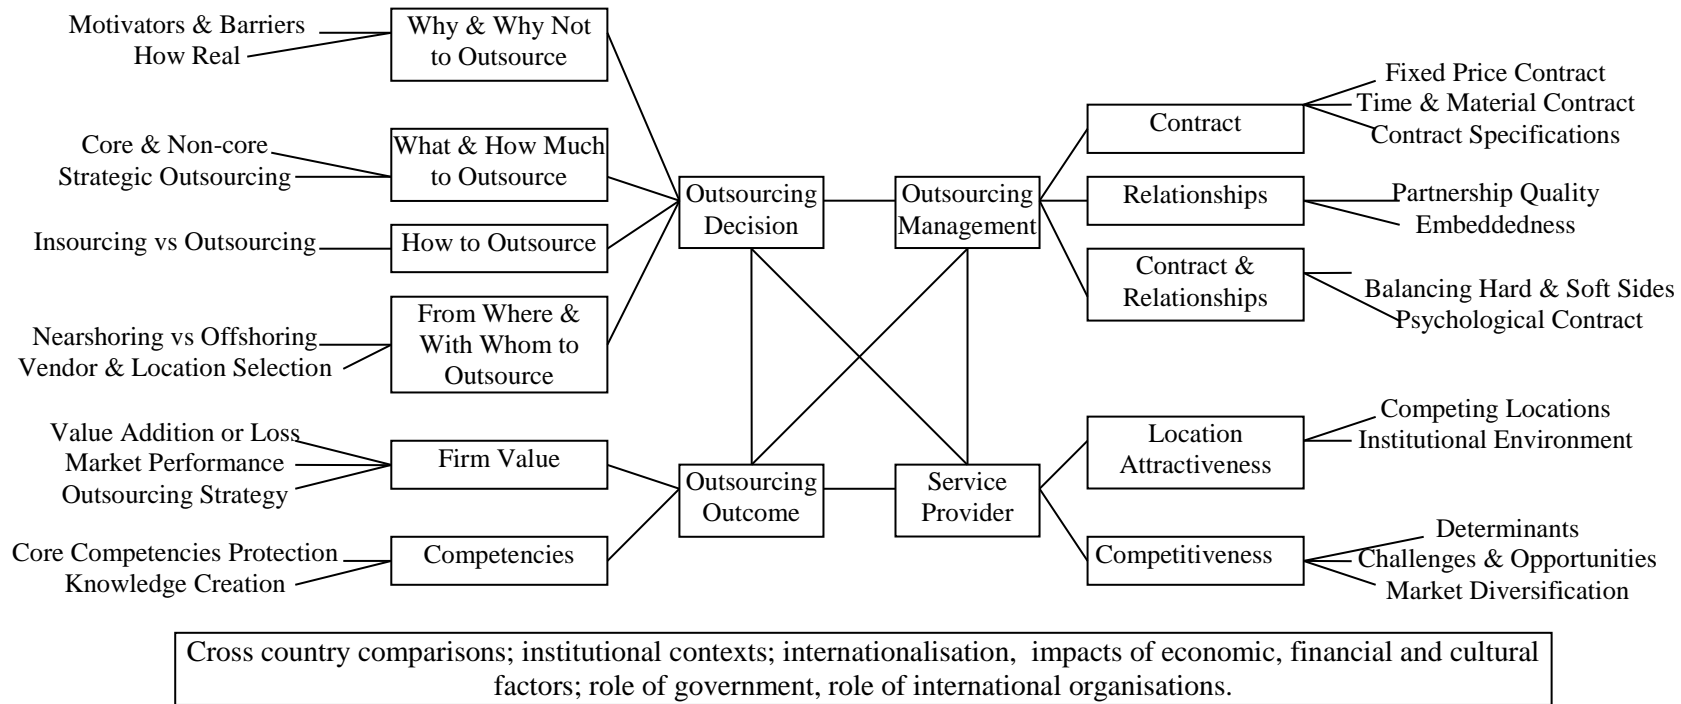 Motivators & Barriers
How Real
Why & Why Not
to Outsource
Core & Non-core
Strategic Outsourcing
What & How Much
to Outsource
Insourcing vs Outsourcing
How to Outsource
Nearshoring vs Offshoring
Vendor & Location Selection
From Where &
With Whom to
Outsource
Value Addition or Loss
Market Performance
Outsourcing Strategy
Firm Value
Core Competencies Protection
Knowledge Creation
Competencies
Outsourcing
Decision
Outsourcing
Management
Outsourcing
Outcome
Service
Provider
Contract
Fixed Price Contract
Time & Material Contract
Contract Specifications
Relationships
Partnership Quality
Embeddedness
Contract &
Relationships
Balancing Hard & Soft Sides
Psychological Contract
Location
Attractiveness
Competing Locations
Institutional Environment
Competitiveness
Determinants
Challenges & Opportunities
Market Diversification
Cross country comparisons; institutional contexts; internationalisation, impacts of economic, financial and cultural
factors; role of government, role of international organisations.